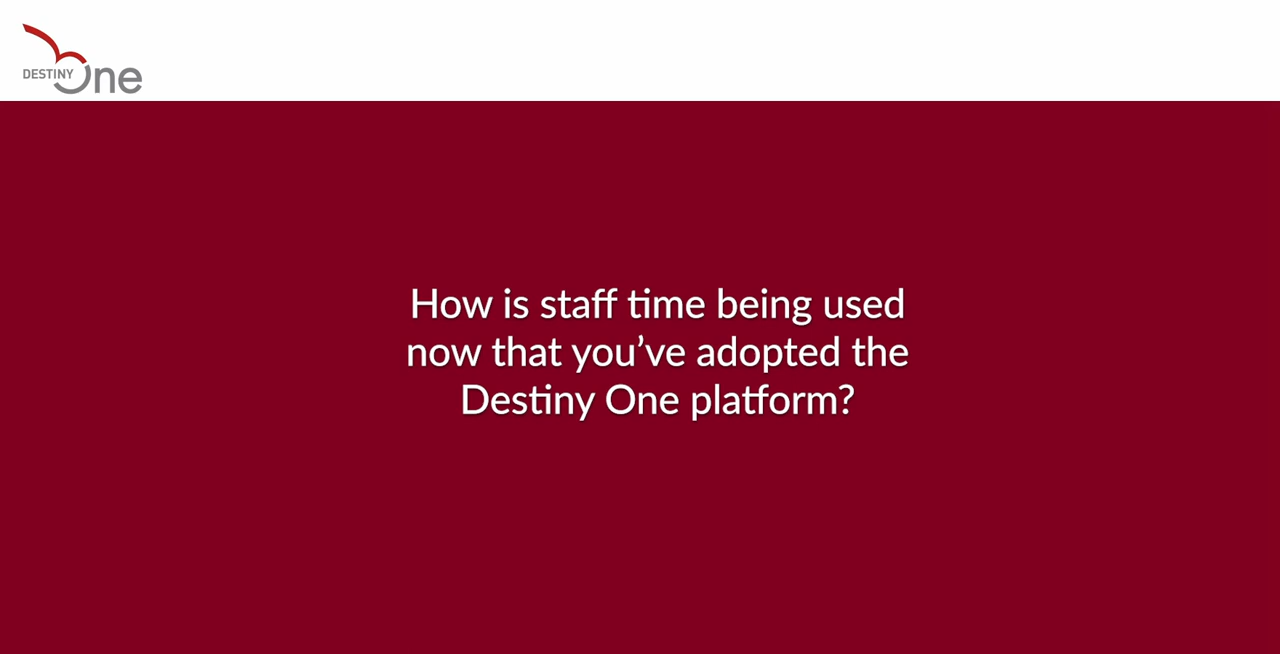 DESTINY One
How is staff time being used
now that you’ve adopted the
Destiny One platform?